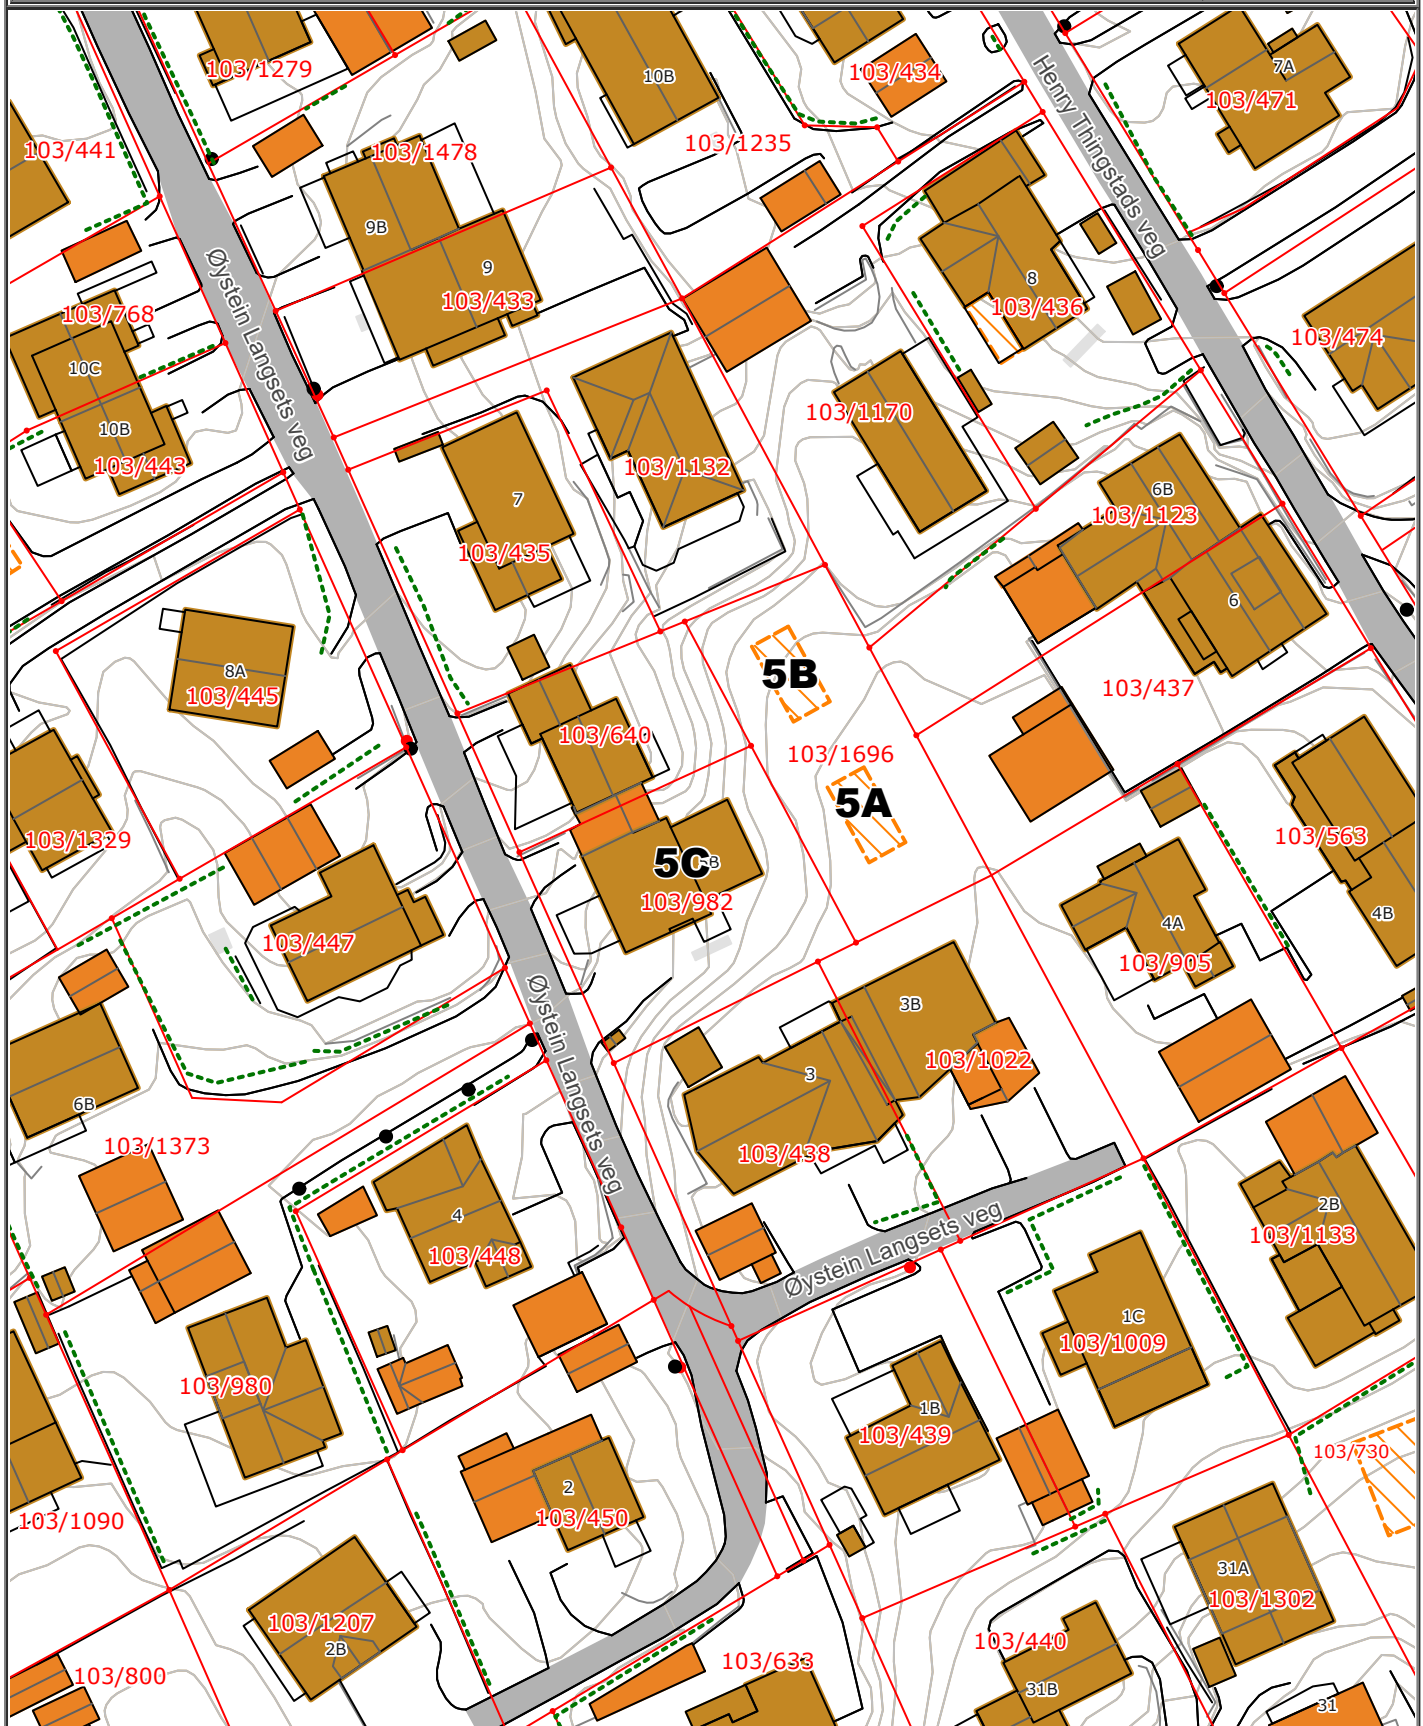 103/1279
10B
103/434
7A
103/471
Henry Thingstads veg
103/441
103/1478
103/1235
9B
9
103/433
8
103/436
103/768
Øystein Langsets veg
103/474
10C
10B
103/443
103/1170
103/1132
7
103/435
6B
103/1123
6
8A
103/445
5B
103/437
103/640
103/1696
5A
103/1329
5C
5B
103/982
103/563
4B
4A
103/905
103/447
Øystein Langsets veg
3B
103/1022
3
103/438
6B
103/1373
4
103/448
Øystein Langsets veg
2B
103/1133
1C
103/1009
103/980
1B
103/439
103/730
2
103/450
103/1090
31A
103/1302
103/1207
2B
103/440
31B
103/633
103/800
31